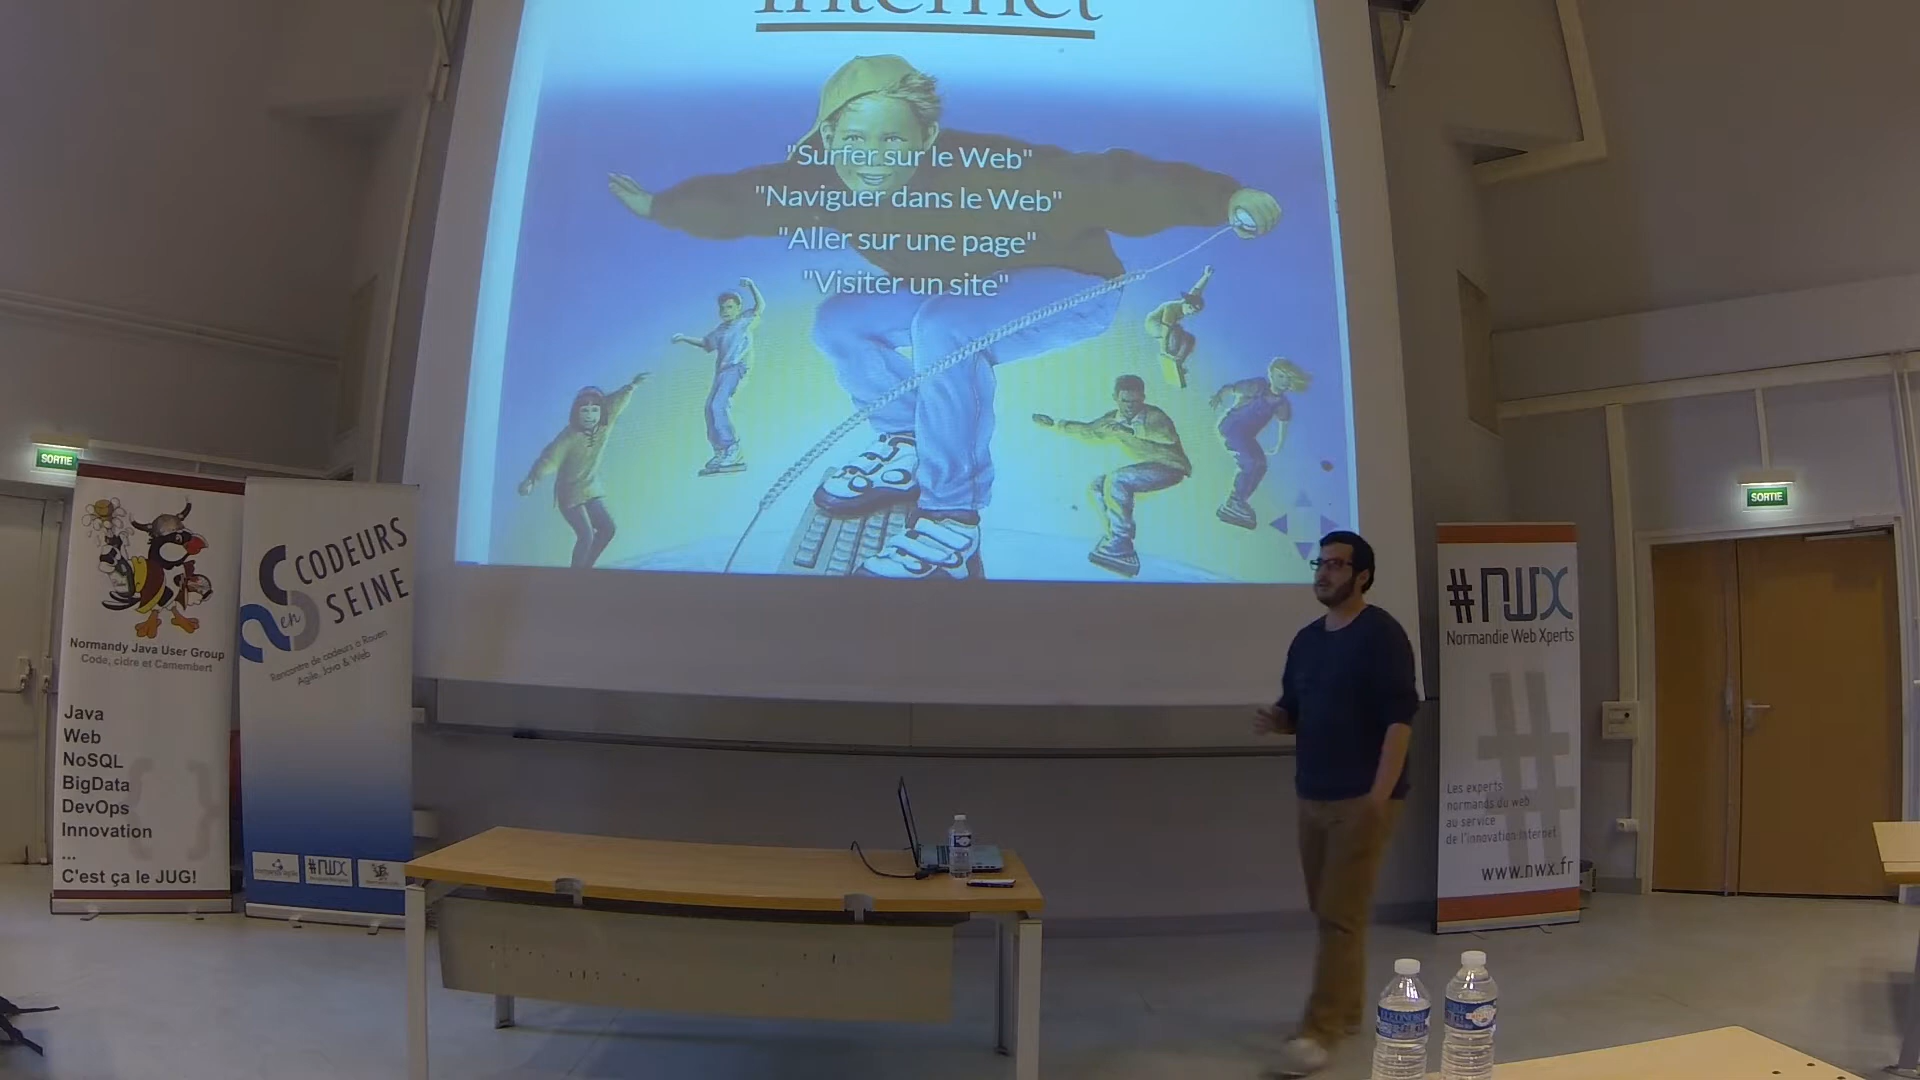 Internet
"Surfer sur le Web"
"Naviguer dans le Web"
"Aller sur une page"
"Visiter un site"
SORTIE
SORTIE
Normandy Java User Group
Code, cidre et Camembert
Java
Web
NoSQL
BigData
DevOps
Innovation
...
C'est ça le JUG!
CODEURS
en
SEINE
Rencontre de codeurs à Rouen
Agile, Java & Web
#NWX
#NWX
Normandie Web Xperts
Les experts
normands du web
au service
de l'innovation internet
www.nwx.fr